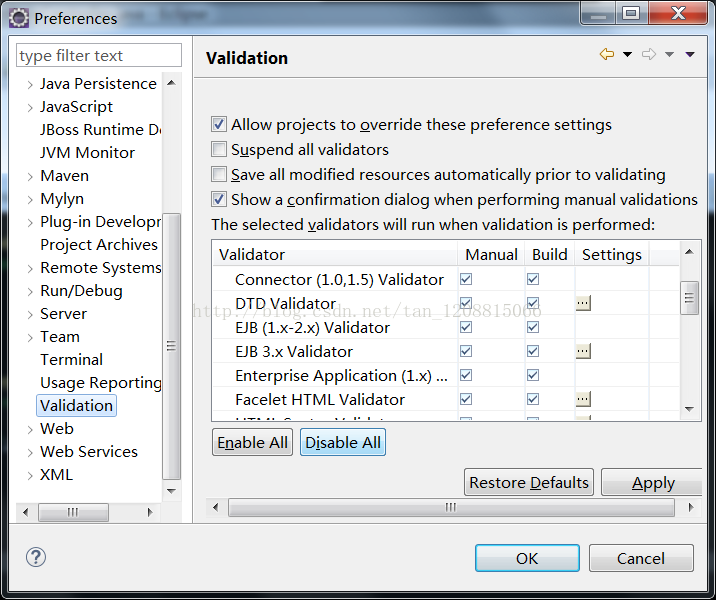 Preferences
type filter text
Java Persistence
JavaScript
JBoss Runtime De
JVM Monitor
Maven
Mylyn
Plug-in Developr
Project Archives
Remote Systems
Run/Debug
Server
Team
Terminal
Usage Reporting
Validation
Web
Web Services
XML
Validation
Allow projects to override these preference settings
Suspend all validators
Save all modified resources automatically prior to validating
Show a confirmation dialog when performing manual validations
The selected validators will run when validation is performed:
Validator Manual Build Settings
Connector (1.0,1.5) Validator
DTD Validator ...
http://blog.csdn.net/tan_1208815066
EJB (1.x-2.x) Validator
EJB 3.x Validator ...
Enterprise Application (1.x) ...
Facelet HTML Validator ...
Enable All Disable All
Restore Defaults Apply
OK Cancel